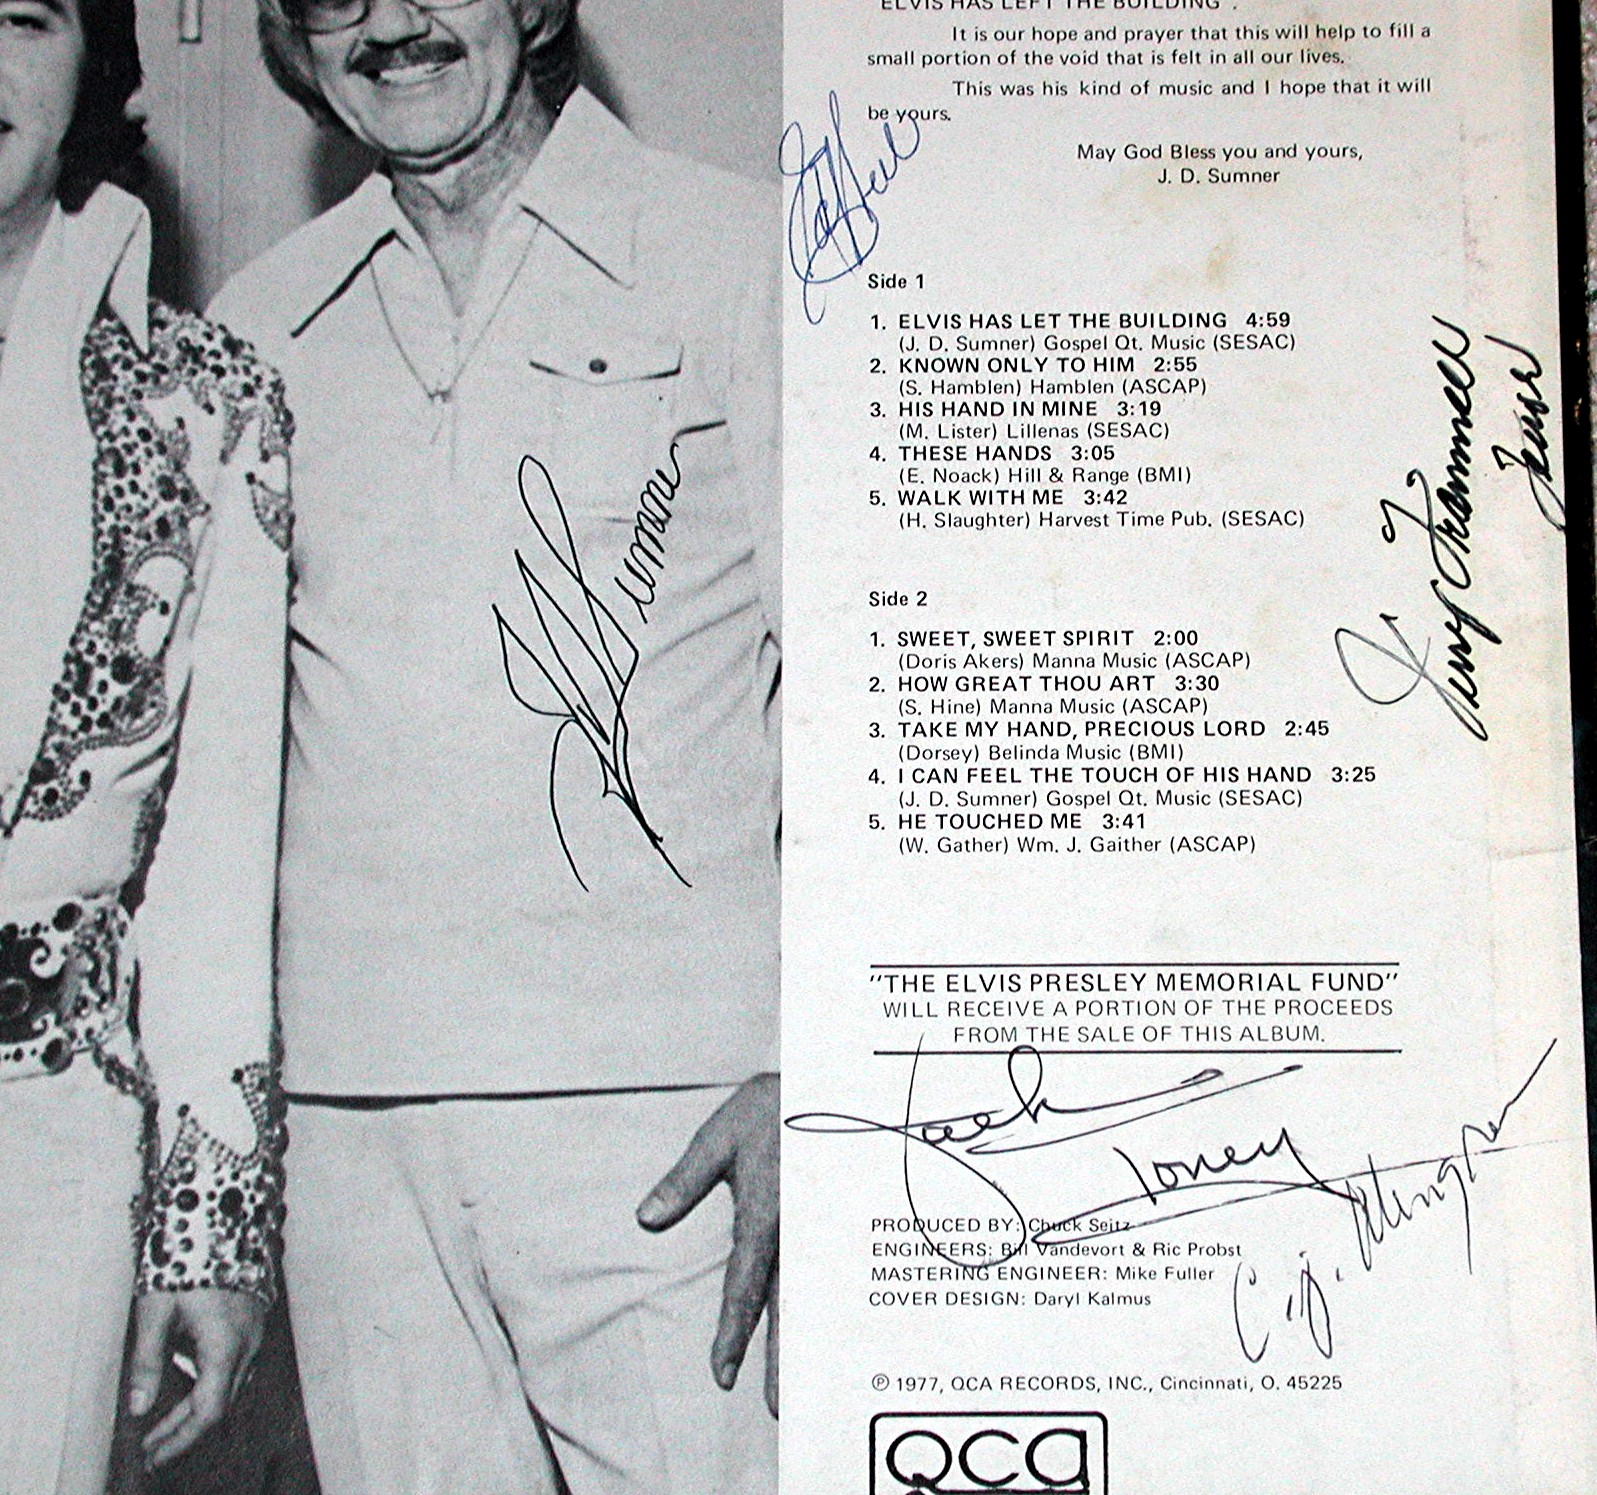 ELVIS HAS LEFT THE BUILDING".
It is our hope and prayer that this will help to fill a
small portion of the void that is felt in all our lives.
This was his kind of music and I hope that it will
be yours.
May God Bless you and yours,
J. D. Sumner
Side 1
1. ELVIS HAS LET THE BUILDING 4:59
(J. D. Sumner) Gospel Qt. Music (SESAC)
2. KNOWN ONLY TO HIM 2:55
(S. Hamblen) Hamblen (ASCAP)
3. HIS HAND IN MINE 3:19
(M. Lister) Lillenas (SESAC)
4. THESE HANDS 3:05
(E. Noack) Hill & Range (BMI)
5. WALK WITH ME 3:42
(H. Slaughter) Harvest Time Pub. (SESAC)
Side 2
1. SWEET, SWEET SPIRIT 2:00
(Doris Akers) Manna Music (ASCAP)
2. HOW GREAT THOU ART 3:30
(S. Hine) Manna Music (ASCAP)
3. TAKE MY HAND, PRECIOUS LORD 2:45
(Dorsey) Belinda Music (BMI)
4. I CAN FEEL THE TOUCH OF HIS HAND 3:25
(J. D. Sumner) Gospel Qt. Music (SESAC)
5. HE TOUCHED ME 3:41
(W. Gather) Wm. J. Gaither (ASCAP)
JD Sumner
Jerry Trammell
"THE ELVIS PRESLEY MEMORIAL FUND"
WILL RECEIVE A PORTION OF THE PROCEEDS
FROM THE SALE OF THIS ALBUM.
Jack
Toney
PRODUCED BY: Chuck Seitz
ENGINEERS: Bill Vandevort & Ric Probst
MASTERING ENGINEER: Mike Fuller
COVER DESIGN: Daryl Kalmus
℗ 1977, QCA RECORDS, INC., Cincinnati, O. 45225
QCA